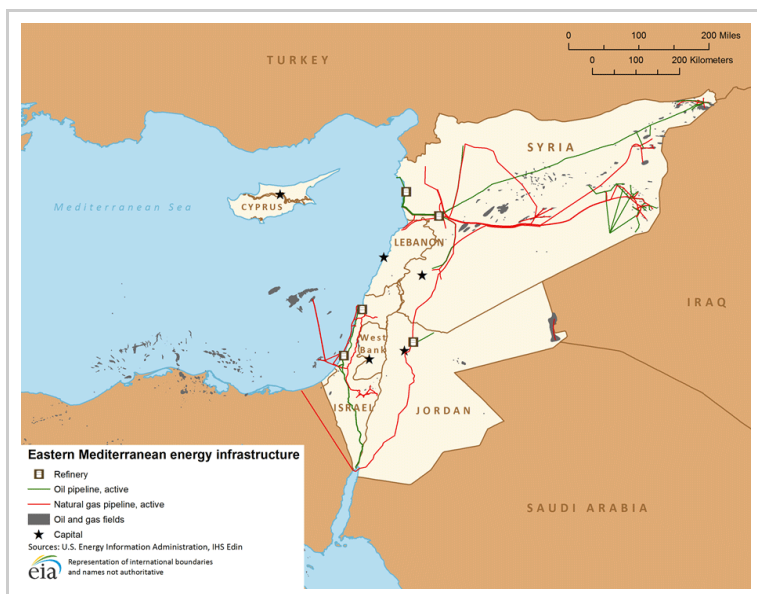 0 100 200 Miles
0 100 200 Kilometers
TURKEY
SYRIA
Mediterranean Sea
CYPRUS
LEBANON
IRAQ
West
Bank
ISRAEL
JORDAN
SAUDI ARABIA
Eastern Mediterranean energy infrastructure
Refinery
Oil pipeline, active
Natural gas pipeline, active
Oil and gas fields
Capital
Sources: U.S. Energy Information Administration, IHS Edin
eia
Representation of international boundaries
and names not authoritative